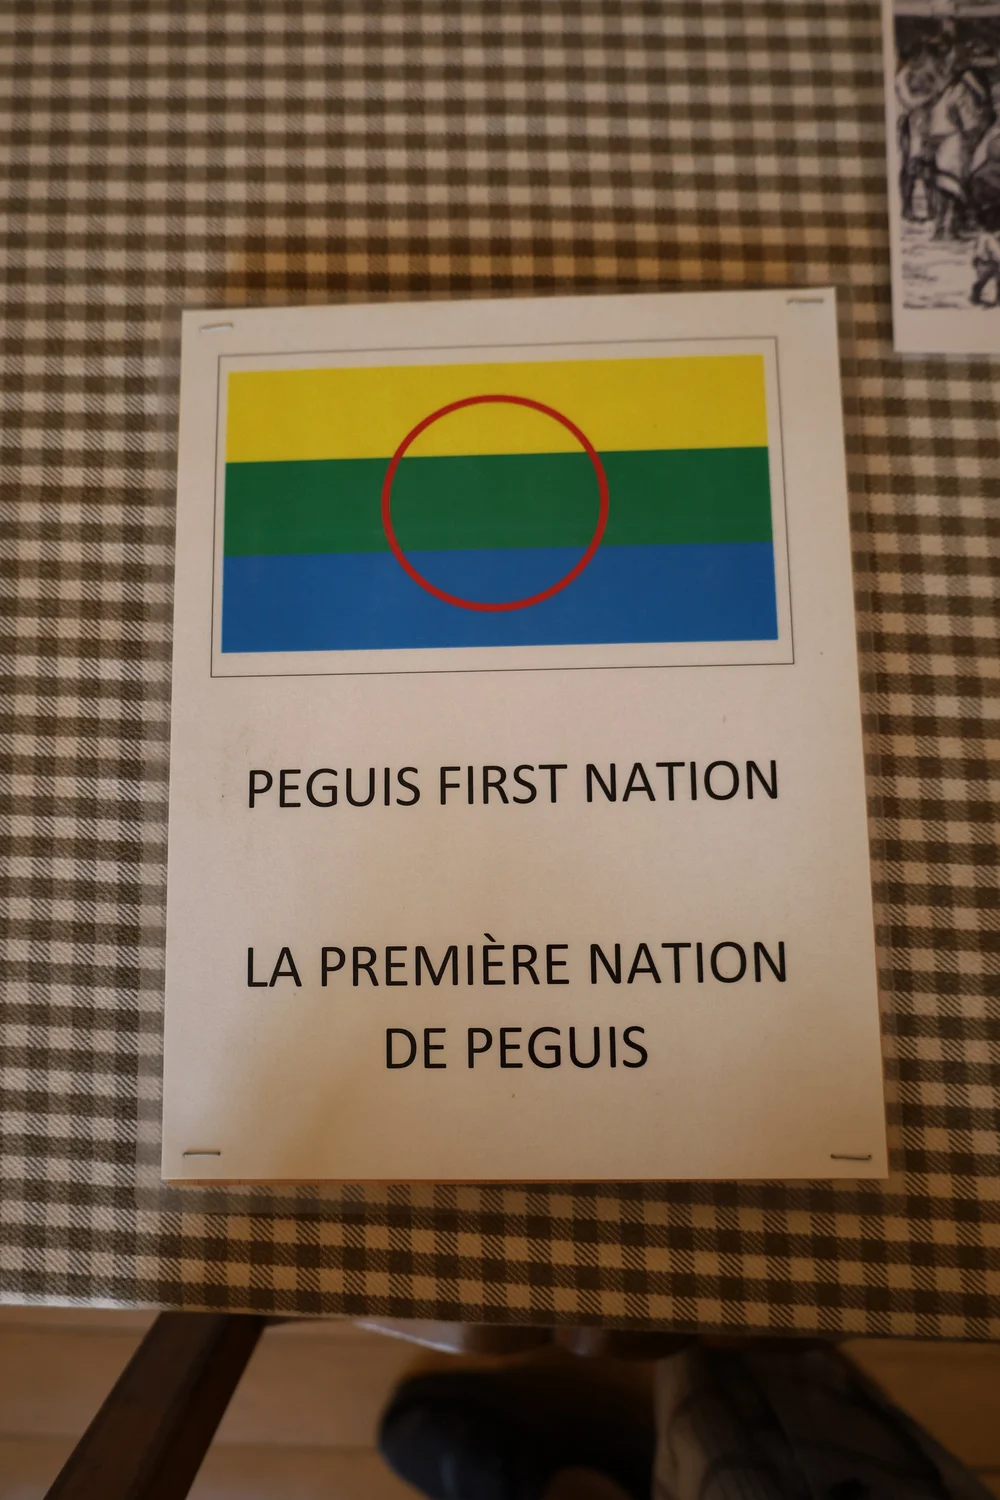 PEGUIS FIRST NATION
LA PREMIÈRE NATION
DE PEGUIS